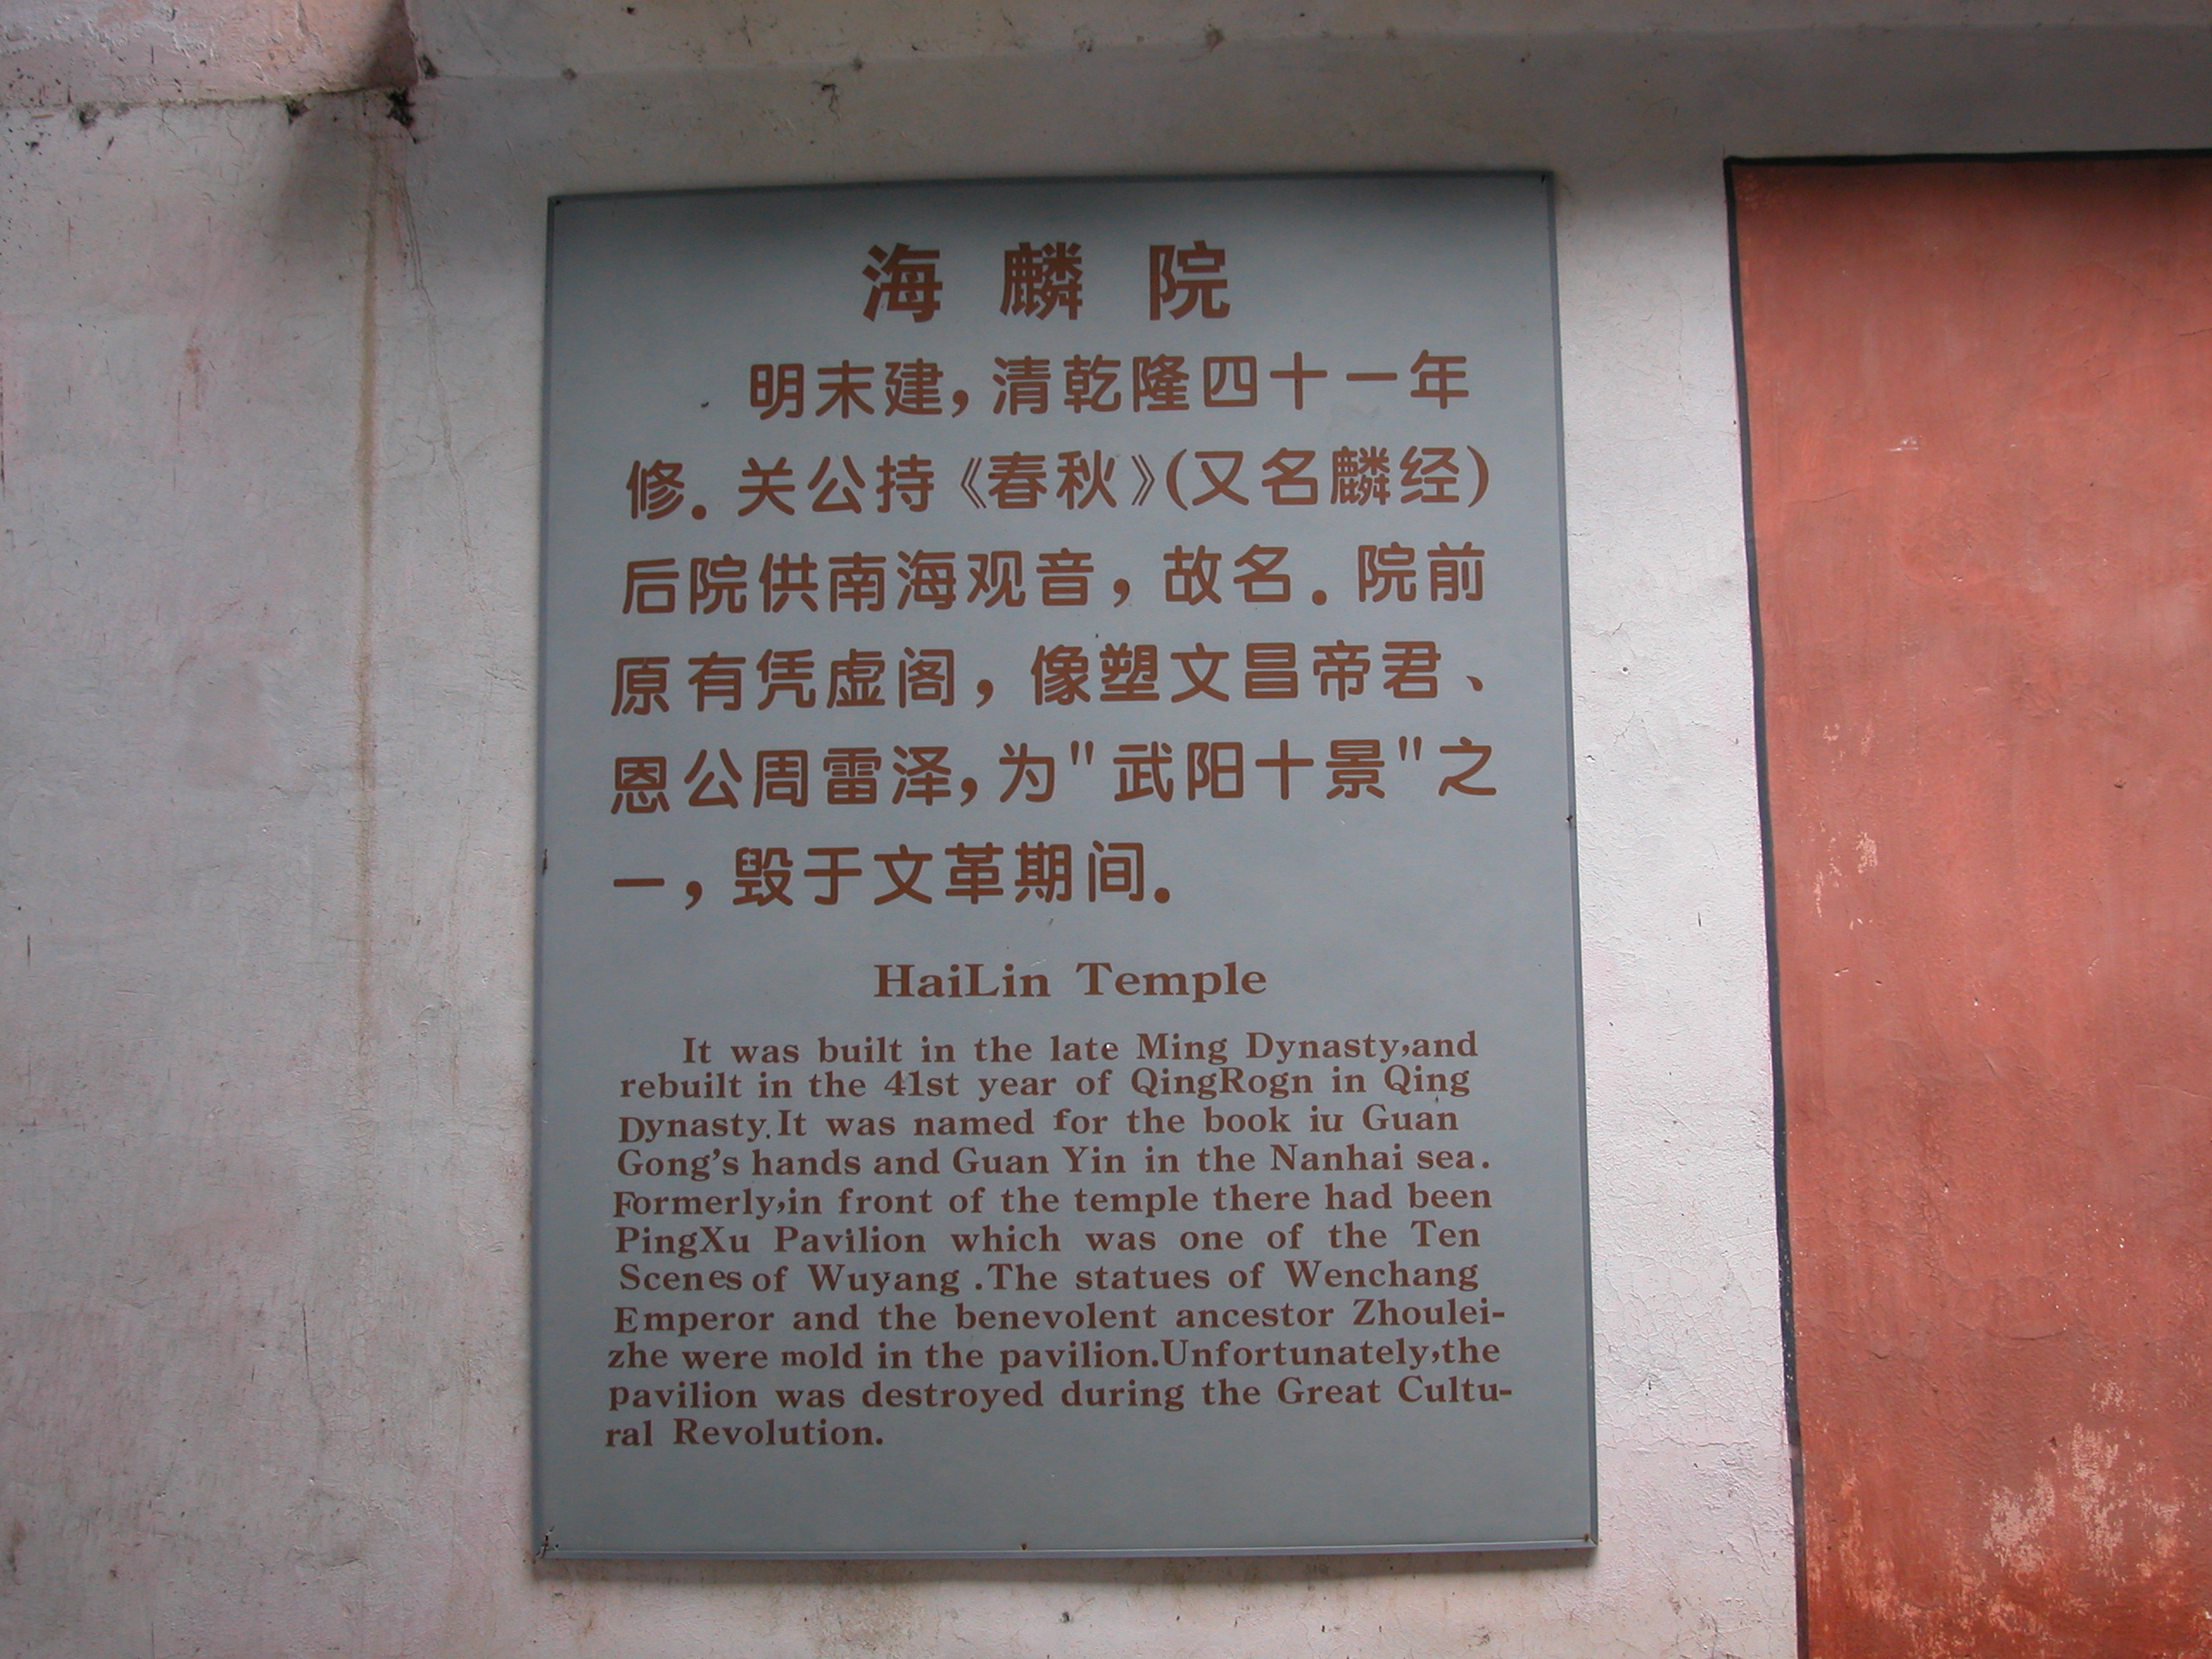 海麟院
明末建，清乾隆四十一年
修．关公持《春秋》(又名麟经)
后院供南海观音，故名．院前
原有凭虚阁，像塑文昌帝君、
恩公周雷泽，为"武阳十景"之
一，毁于文革期间．
HaiLin Temple
It was built in the late Ming Dynasty,and
rebuilt in the 41st year of QingRogn in Qing
Dynasty.It was named for the book iu Guan
Gong's hands and Guan Yin in the Nanhai sea.
Formerly,in front of the temple there had been
PingXu Pavilion which was one of the Ten
Scenes of Wuyang .The statues of Wenchang
Emperor and the benevolent ancestor Zhoulei-
zhe were mold in the pavilion.Unfortunately,the
pavilion was destroyed during the Great Cultu-
ral Revolution.